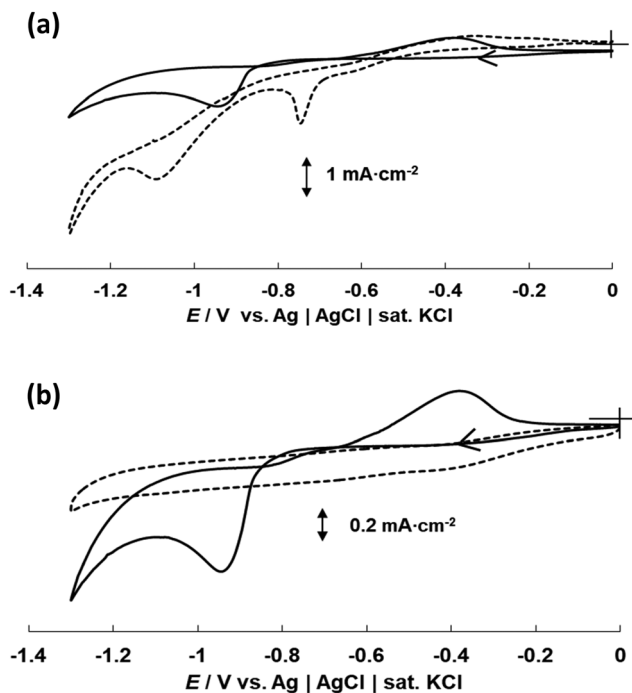 (a)
1 mA·cm-2
-1.4 -1.2 -1 -0.8 -0.6 -0.4 -0.2 0
E / V vs. Ag | AgCl | sat. KCl
(b)
0.2 mA·cm-2
-1.4 -1.2 -1 -0.8 -0.6 -0.4 -0.2 0
E / V vs. Ag | AgCl | sat. KCl